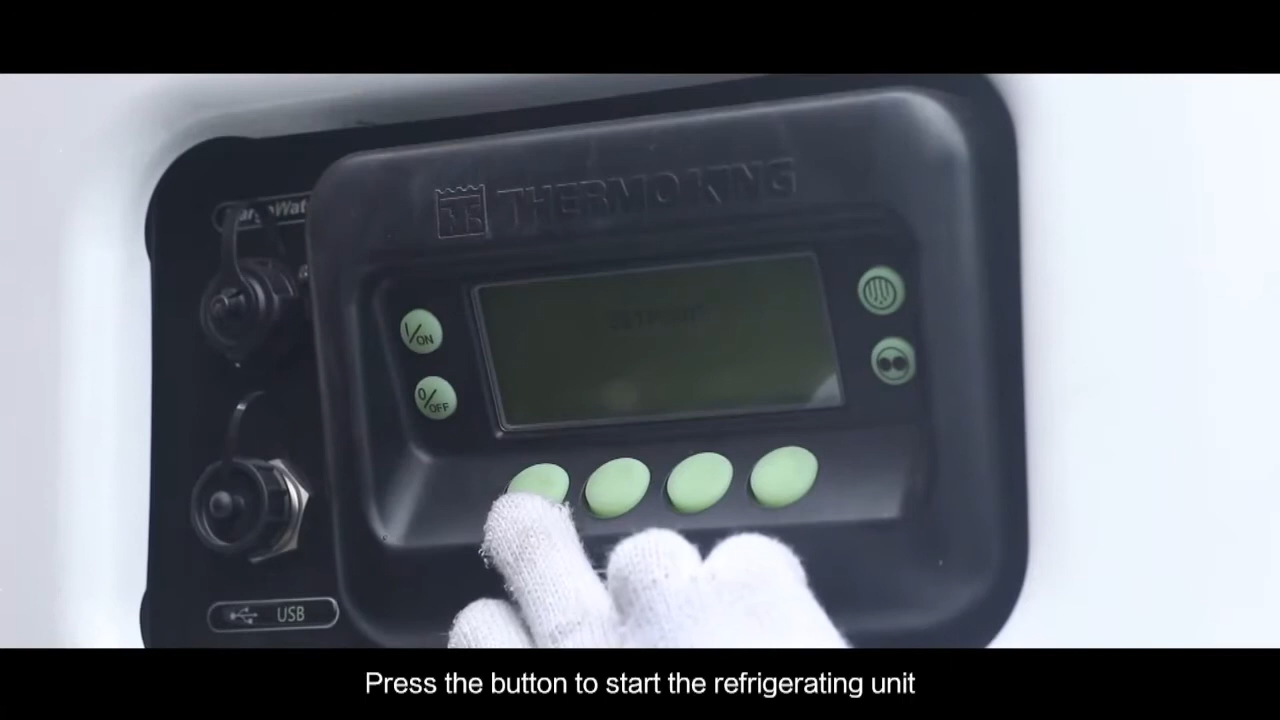 THERMO KING
I/ON
0/OFF
USB
Press the button to start the refrigerating unit